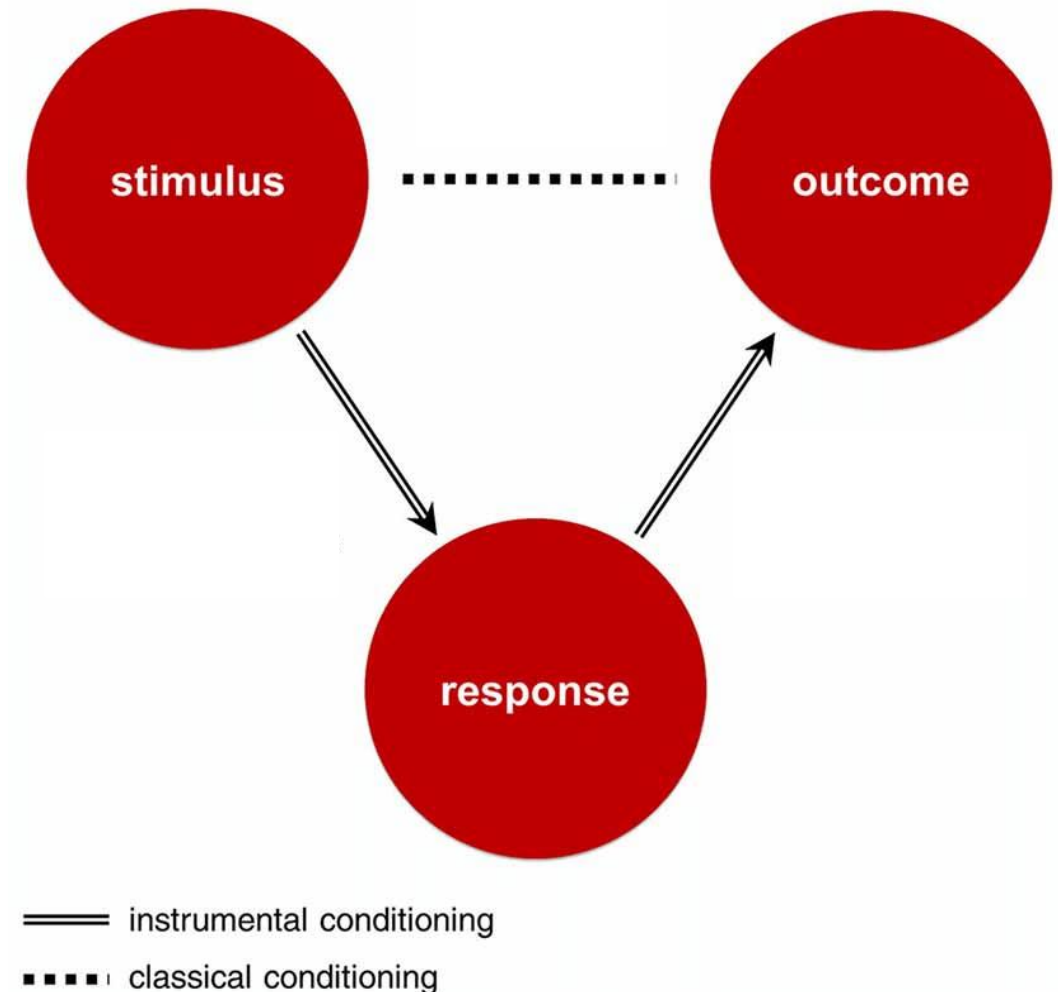 stimulus
outcome
response
instrumental conditioning
classical conditioning